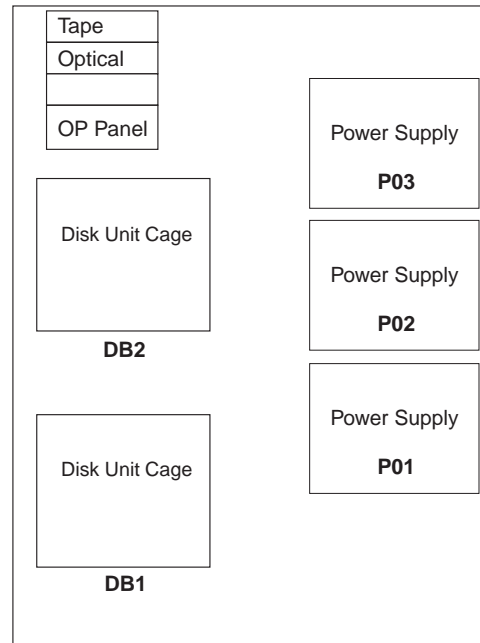 Tape
Optical
OP Panel
Disk Unit Cage
DB2
Disk Unit Cage
DB1
Power Supply
P03
Power Supply
P02
Power Supply
P01